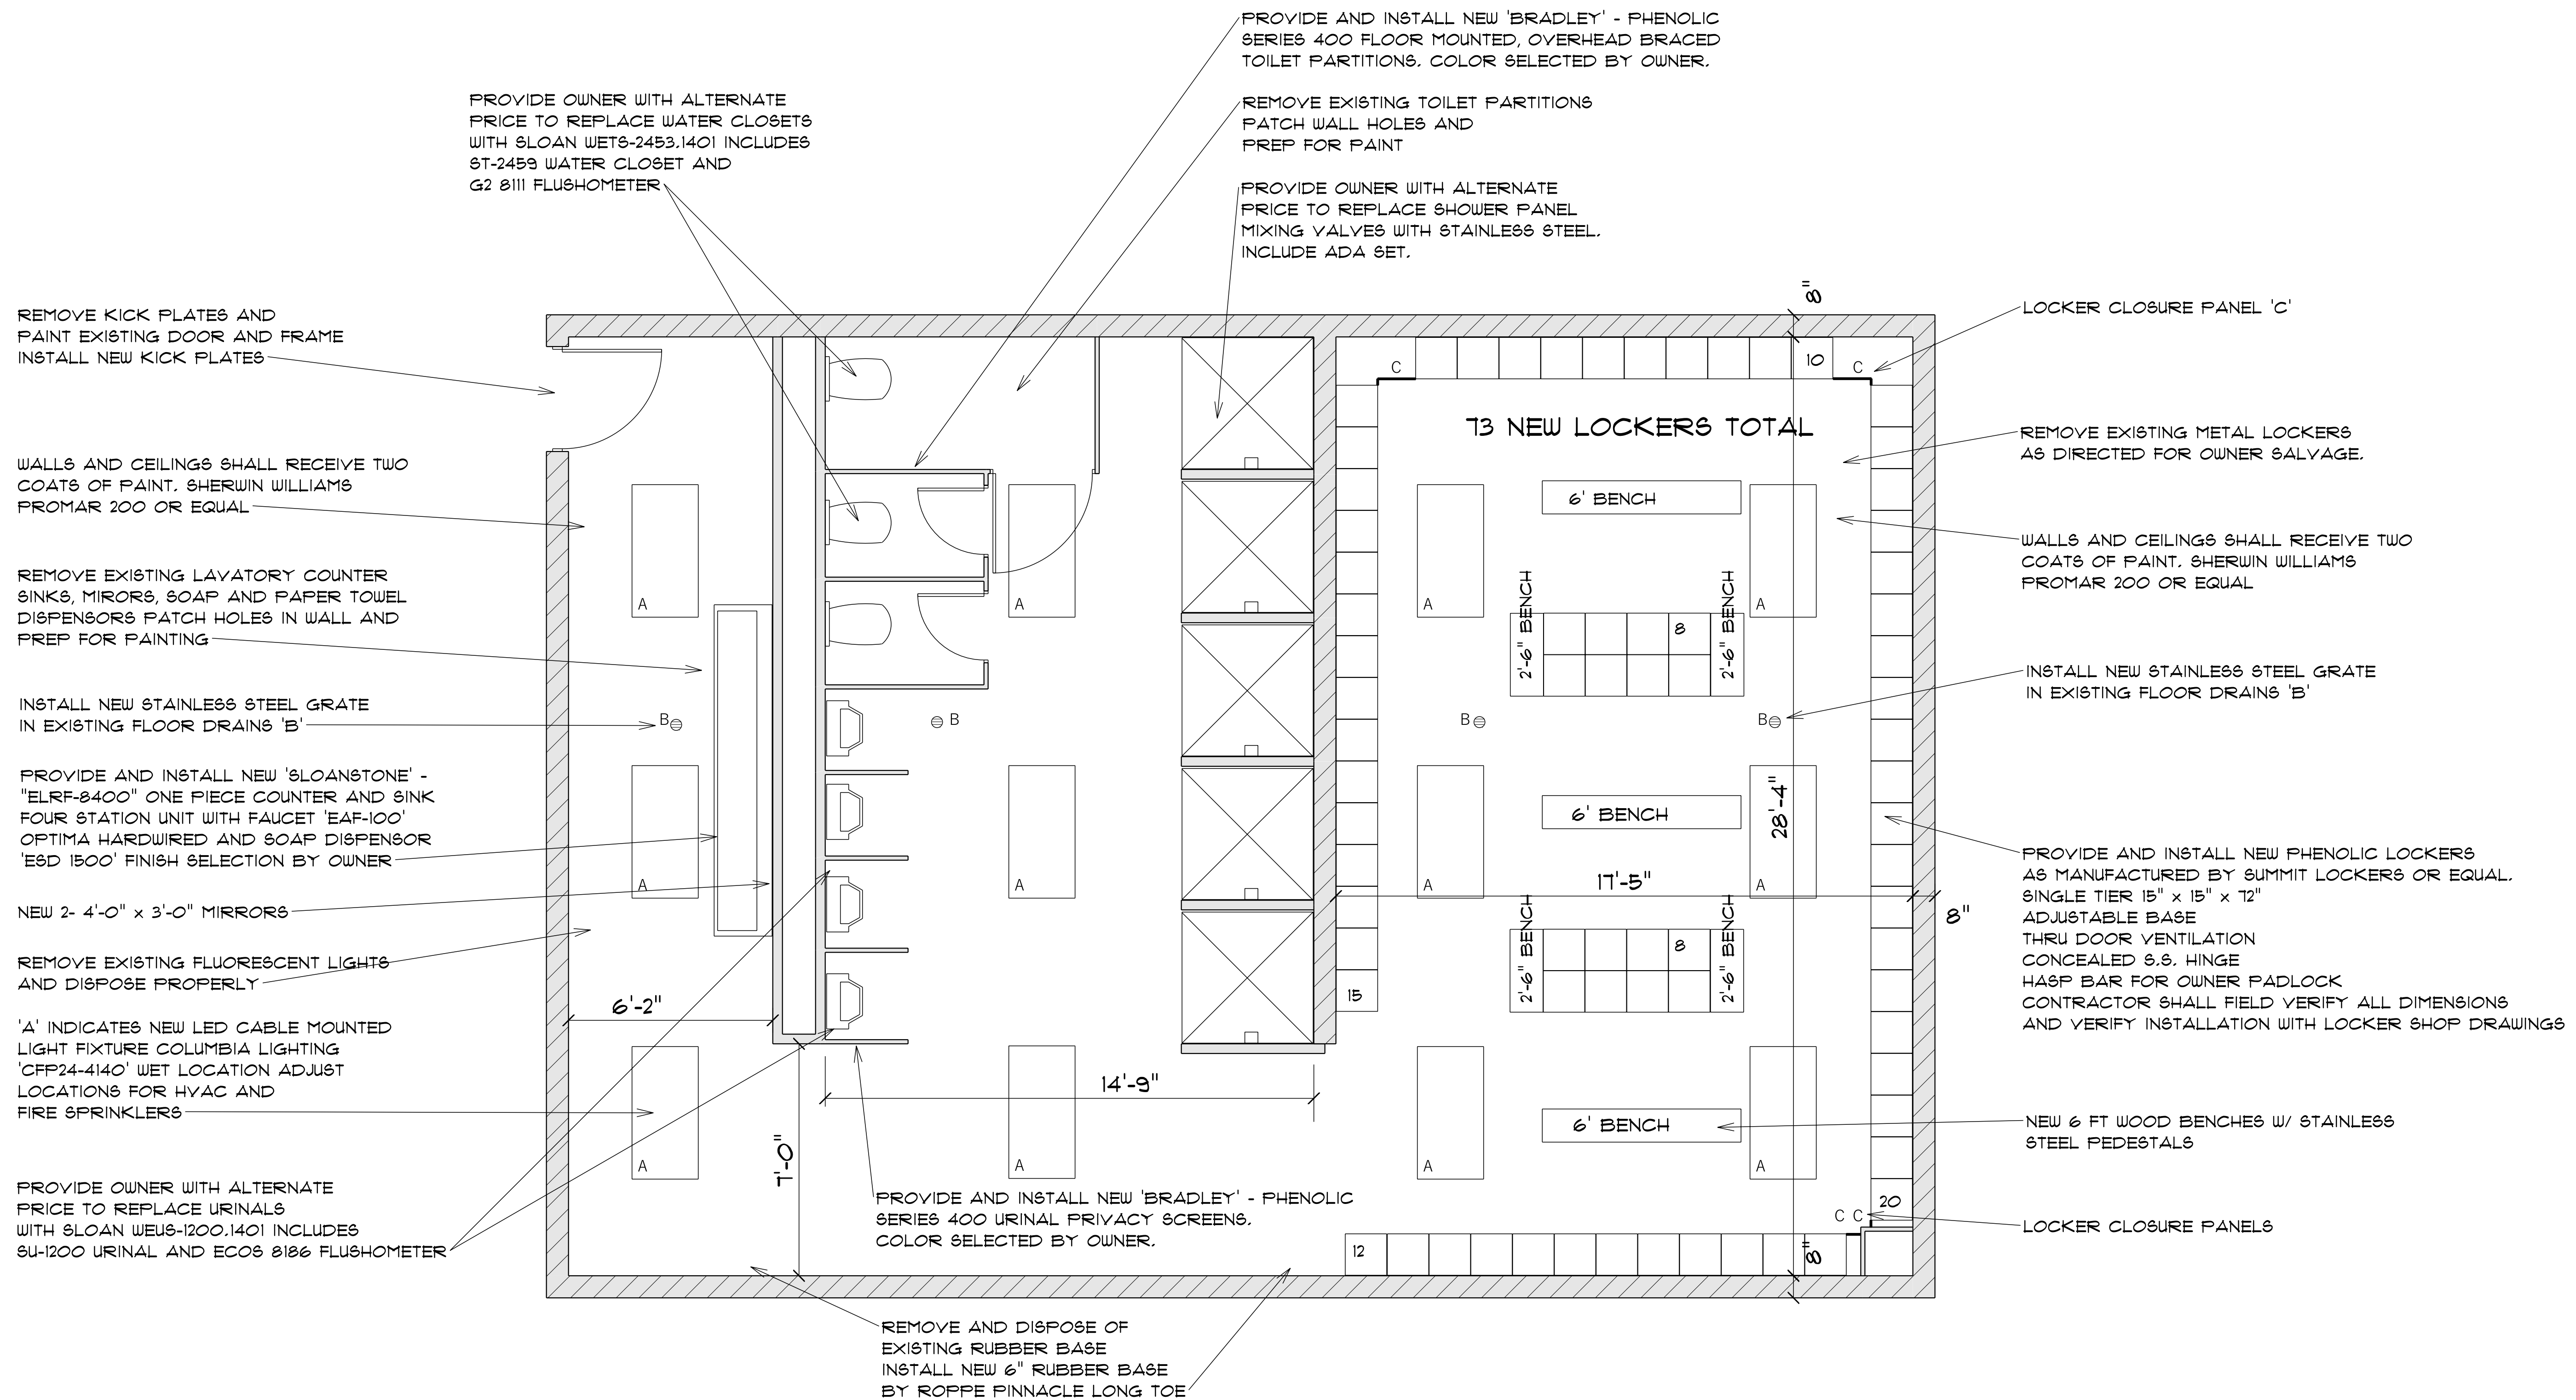 PROVIDE AND INSTALL NEW 'BRADLEY' - PHENOLIC
SERIES 400 FLOOR MOUNTED, OVERHEAD BRACED
TOILET PARTITIONS. COLOR SELECTED BY OWNER.
PROVIDE OWNER WITH ALTERNATE
PRICE TO REPLACE WATER CLOSETS
WITH SLOAN WETS-2453.1401 INCLUDES
ST-2459 WATER CLOSET AND
G2 8111 FLUSHOMETER
REMOVE EXISTING TOILET PARTITIONS
PATCH WALL HOLES AND
PREP FOR PAINT
PROVIDE OWNER WITH ALTERNATE
PRICE TO REPLACE SHOWER PANEL
MIXING VALVES WITH STAINLESS STEEL.
INCLUDE ADA SET.
REMOVE KICK PLATES AND
PAINT EXISTING DOOR AND FRAME
INSTALL NEW KICK PLATES
WALLS AND CEILINGS SHALL RECEIVE TWO
COATS OF PAINT. SHERWIN WILLIAMS
PROMAR 200 OR EQUAL
REMOVE EXISTING LAVATORY COUNTER
SINKS, MIRORS, SOAP AND PAPER TOWEL
DISPENSORS PATCH HOLES IN WALL AND
PREP FOR PAINTING
INSTALL NEW STAINLESS STEEL GRATE
IN EXISTING FLOOR DRAINS 'B'
PROVIDE AND INSTALL NEW 'SLOANSTONE' -
"ELRF-8400" ONE PIECE COUNTER AND SINK
FOUR STATION UNIT WITH FAUCET 'EAF-100'
OPTIMA HARDWIRED AND SOAP DISPENSOR
'ESD 1500' FINISH SELECTION BY OWNER
NEW 2- 4'-0" x 3'-0" MIRRORS
REMOVE EXISTING FLUORESCENT LIGHTS
AND DISPOSE PROPERLY
'A' INDICATES NEW LED CABLE MOUNTED
LIGHT FIXTURE COLUMBIA LIGHTING
'CFP24-4140' WET LOCATION ADJUST
LOCATIONS FOR HVAC AND
FIRE SPRINKLERS
PROVIDE OWNER WITH ALTERNATE
PRICE TO REPLACE URINALS
WITH SLOAN WEUS-1200.1401 INCLUDES
SU-1200 URINAL AND ECOS 8186 FLUSHOMETER
8"
C
10
C
73 NEW LOCKERS TOTAL
6' BENCH
A
A
A
A
2'-6" BENCH
8
2'-6" BENCH
B
B
B
B
6' BENCH
28'-4"
A
A
A
A
17'-5"
8"
2'-6" BENCH
8
2'-6" BENCH
15
6'-2"
14'-9"
7'-0"
6' BENCH
A
A
A
A
20
C C
12
8"
PROVIDE AND INSTALL NEW 'BRADLEY' - PHENOLIC
SERIES 400 URINAL PRIVACY SCREENS.
COLOR SELECTED BY OWNER.
REMOVE AND DISPOSE OF
EXISTING RUBBER BASE
INSTALL NEW 6" RUBBER BASE
BY ROPPE PINNACLE LONG TOE
LOCKER CLOSURE PANEL 'C'
REMOVE EXISTING METAL LOCKERS
AS DIRECTED FOR OWNER SALVAGE.
WALLS AND CEILINGS SHALL RECEIVE TWO
COATS OF PAINT. SHERWIN WILLIAMS
PROMAR 200 OR EQUAL
INSTALL NEW STAINLESS STEEL GRATE
IN EXISTING FLOOR DRAINS 'B'
PROVIDE AND INSTALL NEW PHENOLIC LOCKERS
AS MANUFACTURED BY SUMMIT LOCKERS OR EQUAL.
SINGLE TIER 15" x 15" x 72"
ADJUSTABLE BASE
THRU DOOR VENTILATION
CONCEALED S.S. HINGE
HASP BAR FOR OWNER PADLOCK
CONTRACTOR SHALL FIELD VERIFY ALL DIMENSIONS
AND VERIFY INSTALLATION WITH LOCKER SHOP DRAWINGS
NEW 6 FT WOOD BENCHES W/ STAINLESS
STEEL PEDESTALS
LOCKER CLOSURE PANELS